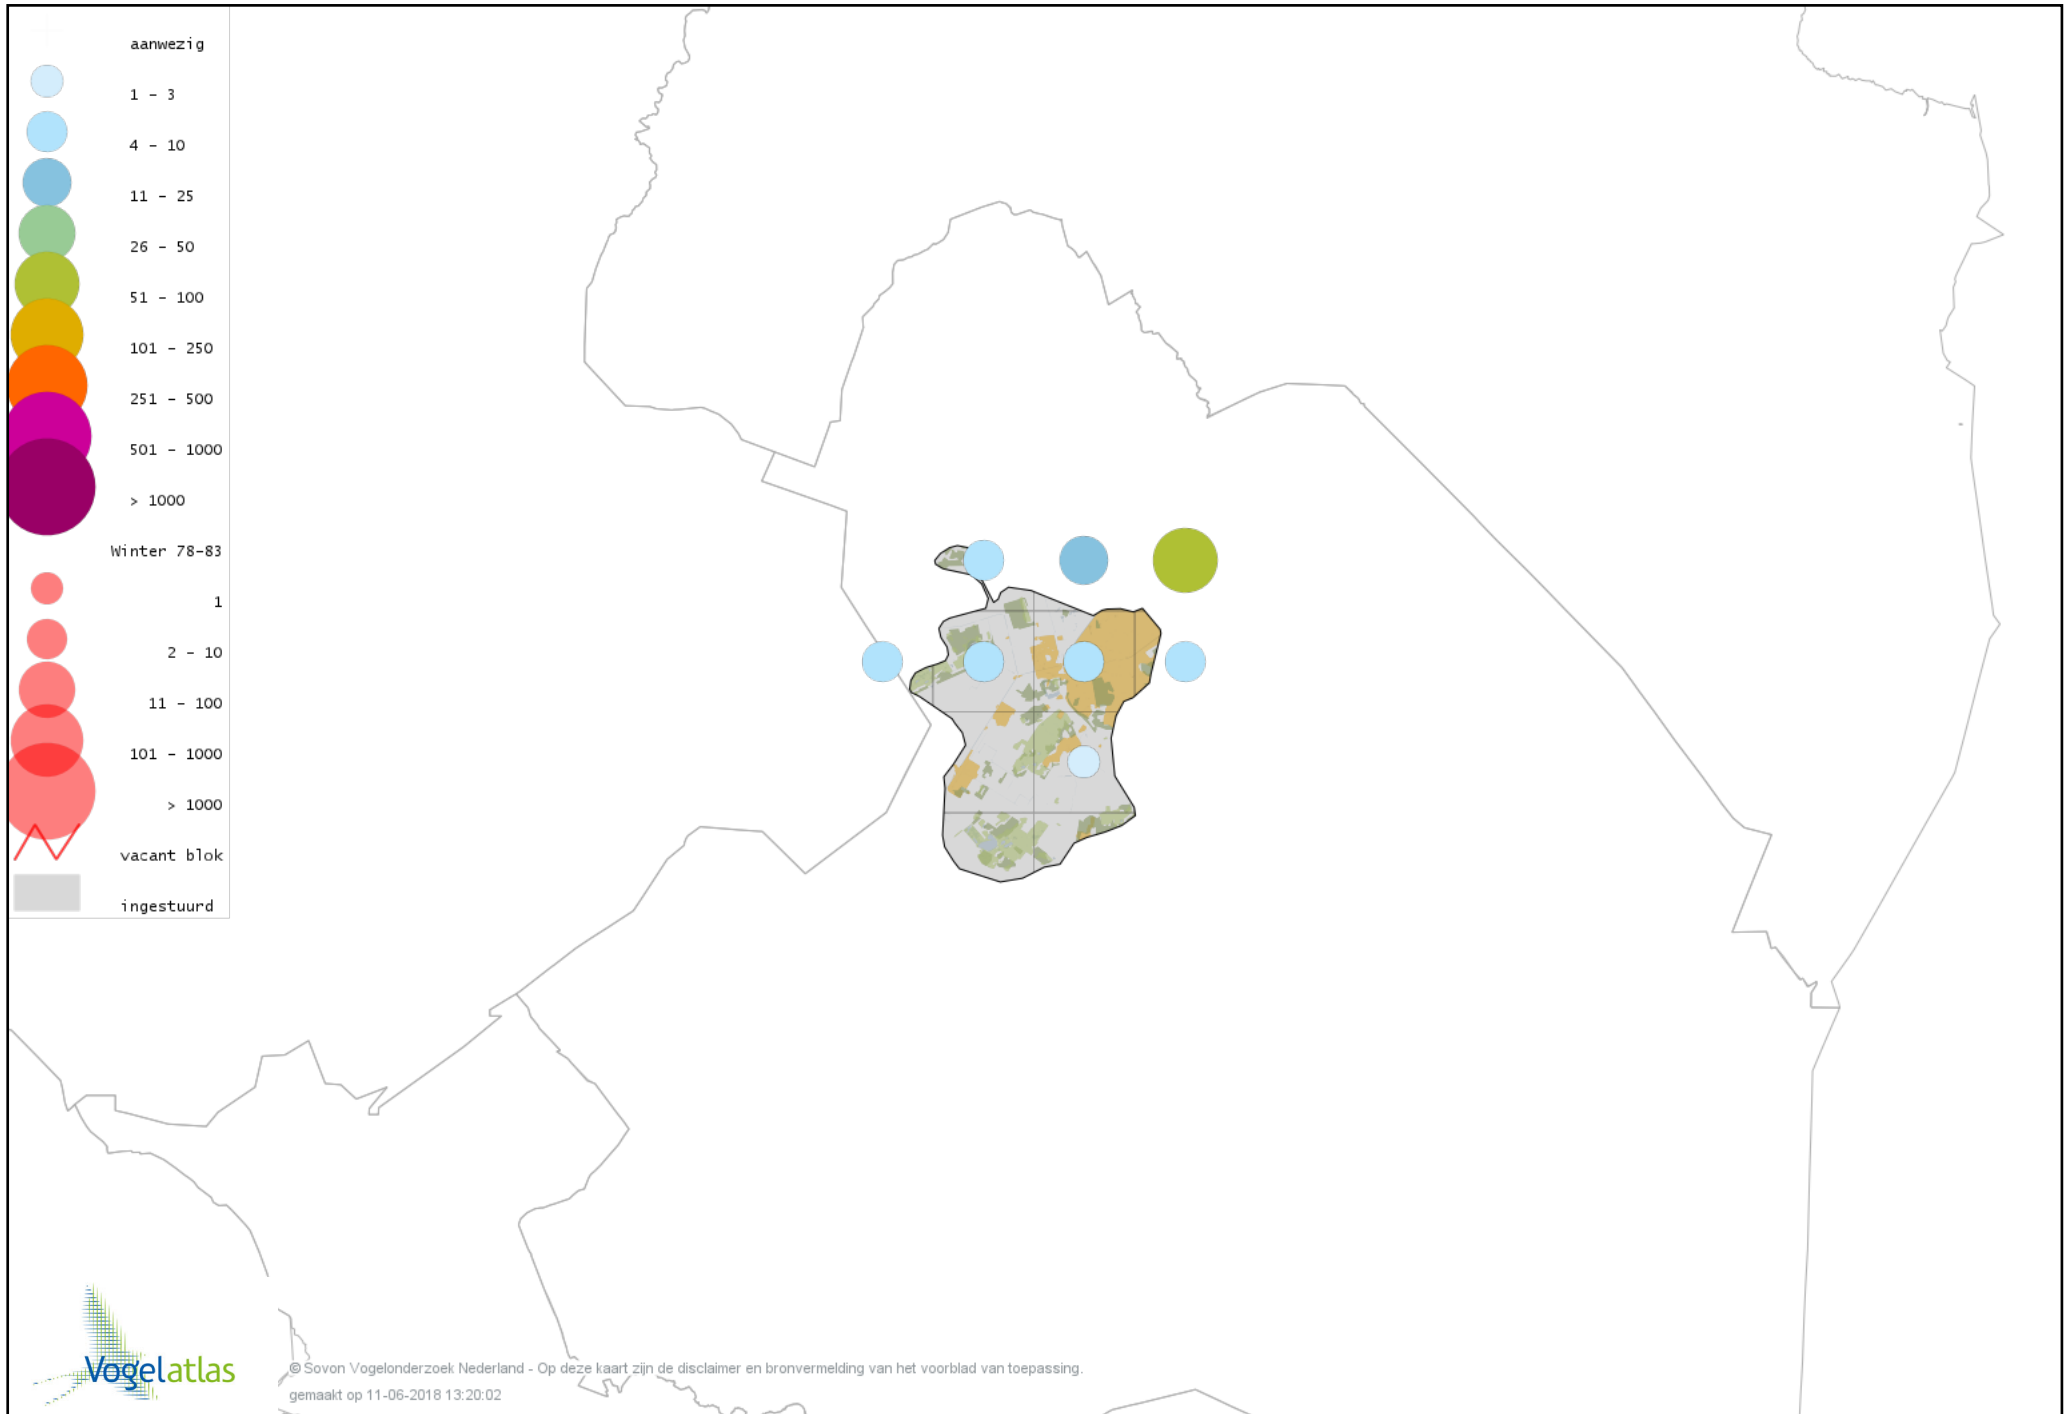 aanwezig
1 - 3
4 - 10
11 - 25
26 - 50
51 - 100
101 - 250
251 - 500
501 - 1000
> 1000
Winter 78-83
1
2 - 10
11 - 100
101 - 1000
> 1000
vacant blok
ingestuurd
Vogelatlas
© Sovon Vogelonderzoek Nederland - Op deze kaart zijn de disclaimer en bronvermelding van het voorblad van toepassing.
gemaakt op 11-06-2018 13:20:02